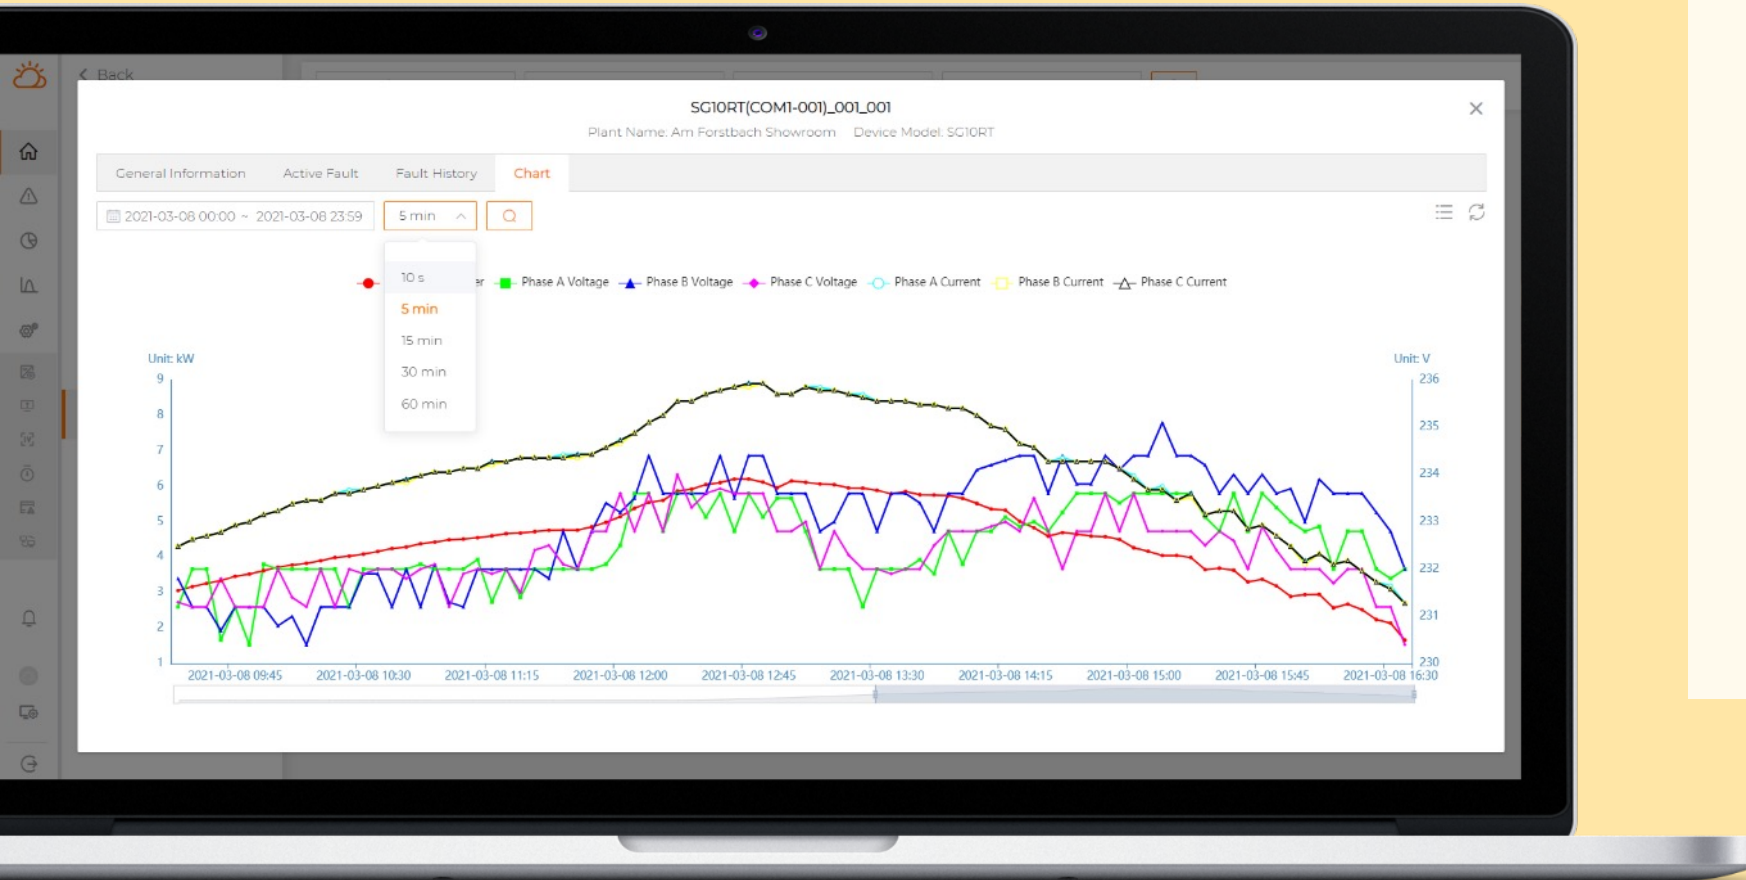 Back
SG10RT(COM1-001)_001_001
Plant Name: Am Forstbach Showroom Device Model: SG10RT
General Information Active Fault Fault History Chart
2021-03-08 00:00 ~ 2021-03-08 23:59 5 min
10 s
5 min
15 min
30 min
60 min
er Phase A Voltage Phase B Voltage Phase C Voltage Phase A Current Phase B Current Phase C Current
Unit: kW Unit: V
9 236
8
235
7
234
6
5 233
4
232
3
231
2
1 230
2021-03-08 09:45 2021-03-08 10:30 2021-03-08 11:15 2021-03-08 12:00 2021-03-08 12:45 2021-03-08 13:30 2021-03-08 14:15 2021-03-08 15:00 2021-03-08 15:45 2021-03-08 16:30